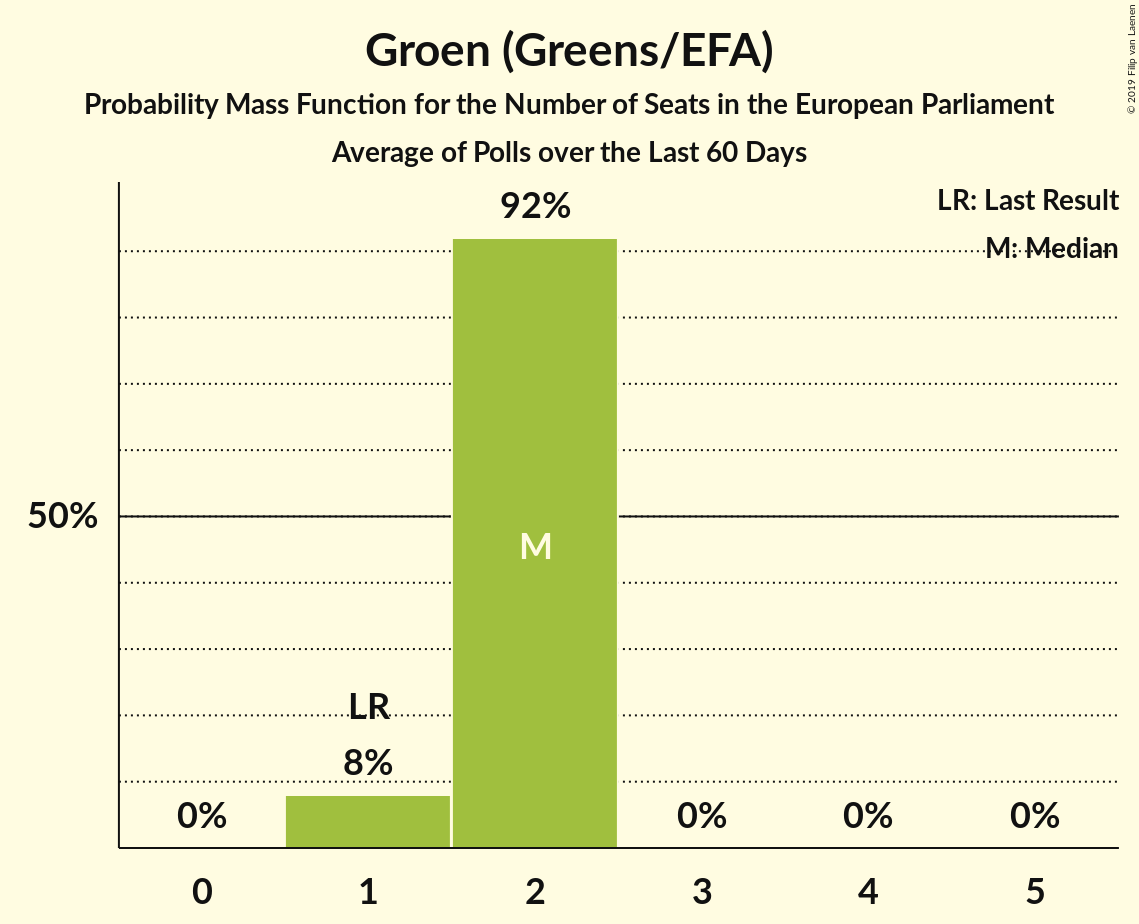 Groen (Greens/EFA)
Probability Mass Function for the Number of Seats in the European Parliament
Average of Polls over the Last 60 Days
© 2019 Filip van Laenen
LR: Last Result
M: Median
92%
50%
M
LR
8%
0%
0%
0%
0%
0 1 2 3 4 5